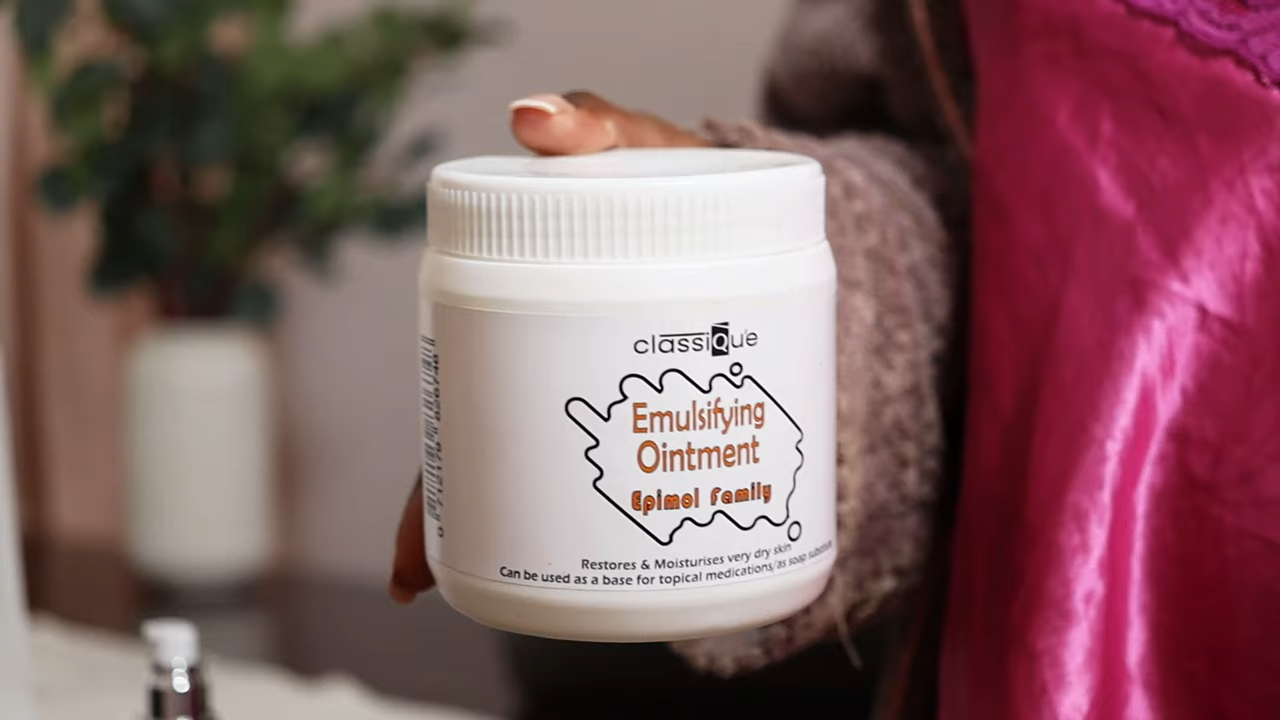 classique
Emulsifying
Ointment
Epimol Family
Restores & Moisturises very dry skin
Can be used as a base for topical medications/as soap